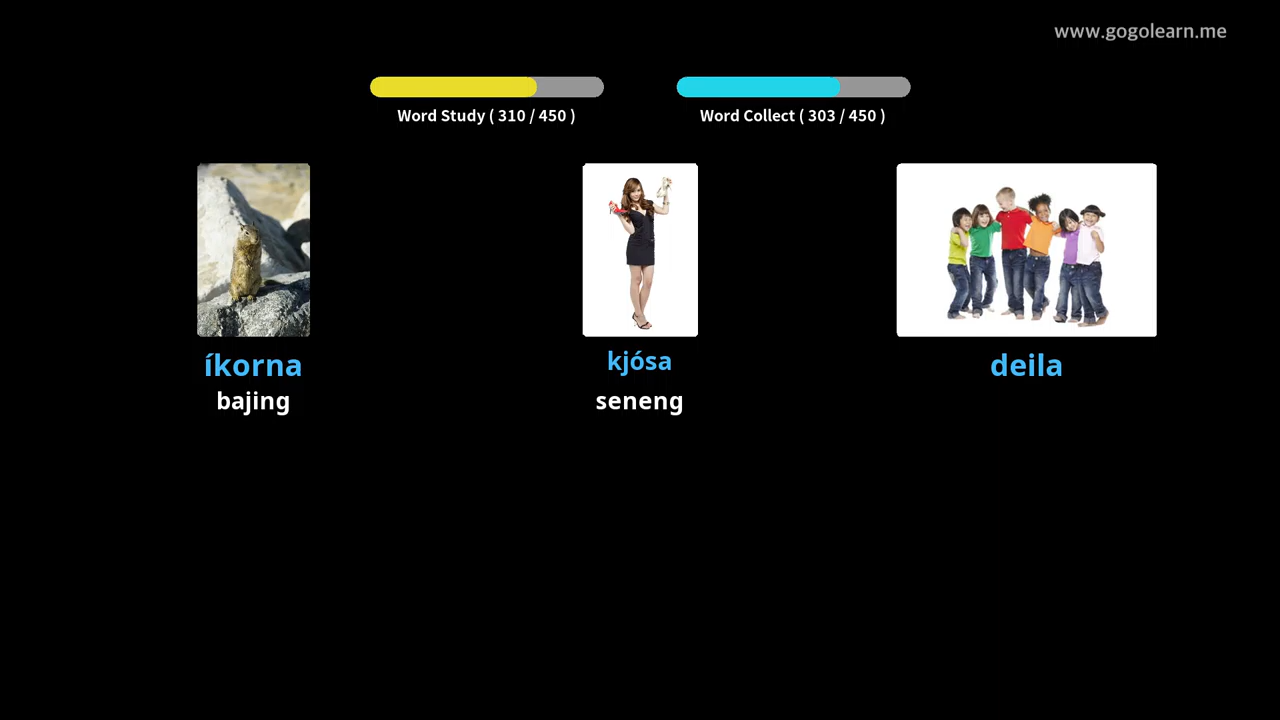 www.gogolearn.me
Word Study ( 310 / 450 )
Word Collect ( 303 / 450 )
íkorna
kjósa
deila
bajing
seneng